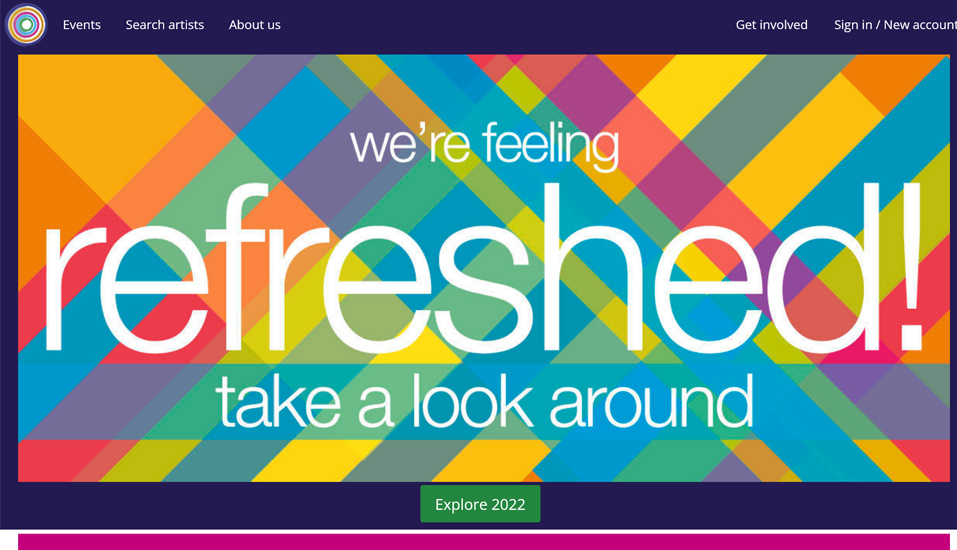 Events Search artists About us Get involved Sign in / New account
we're feeling
refreshed!
take a look around
Explore 2022